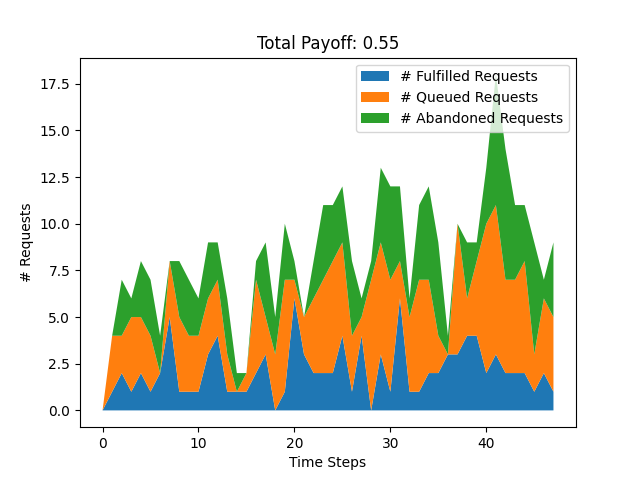 Total Payoff: 0.55
# Fulfilled Requests
# Queued Requests
# Abandoned Requests
17.5
15.0
12.5
10.0
7.5
5.0
2.5
0.0
# Requests
0 10 20 30 40
Time Steps